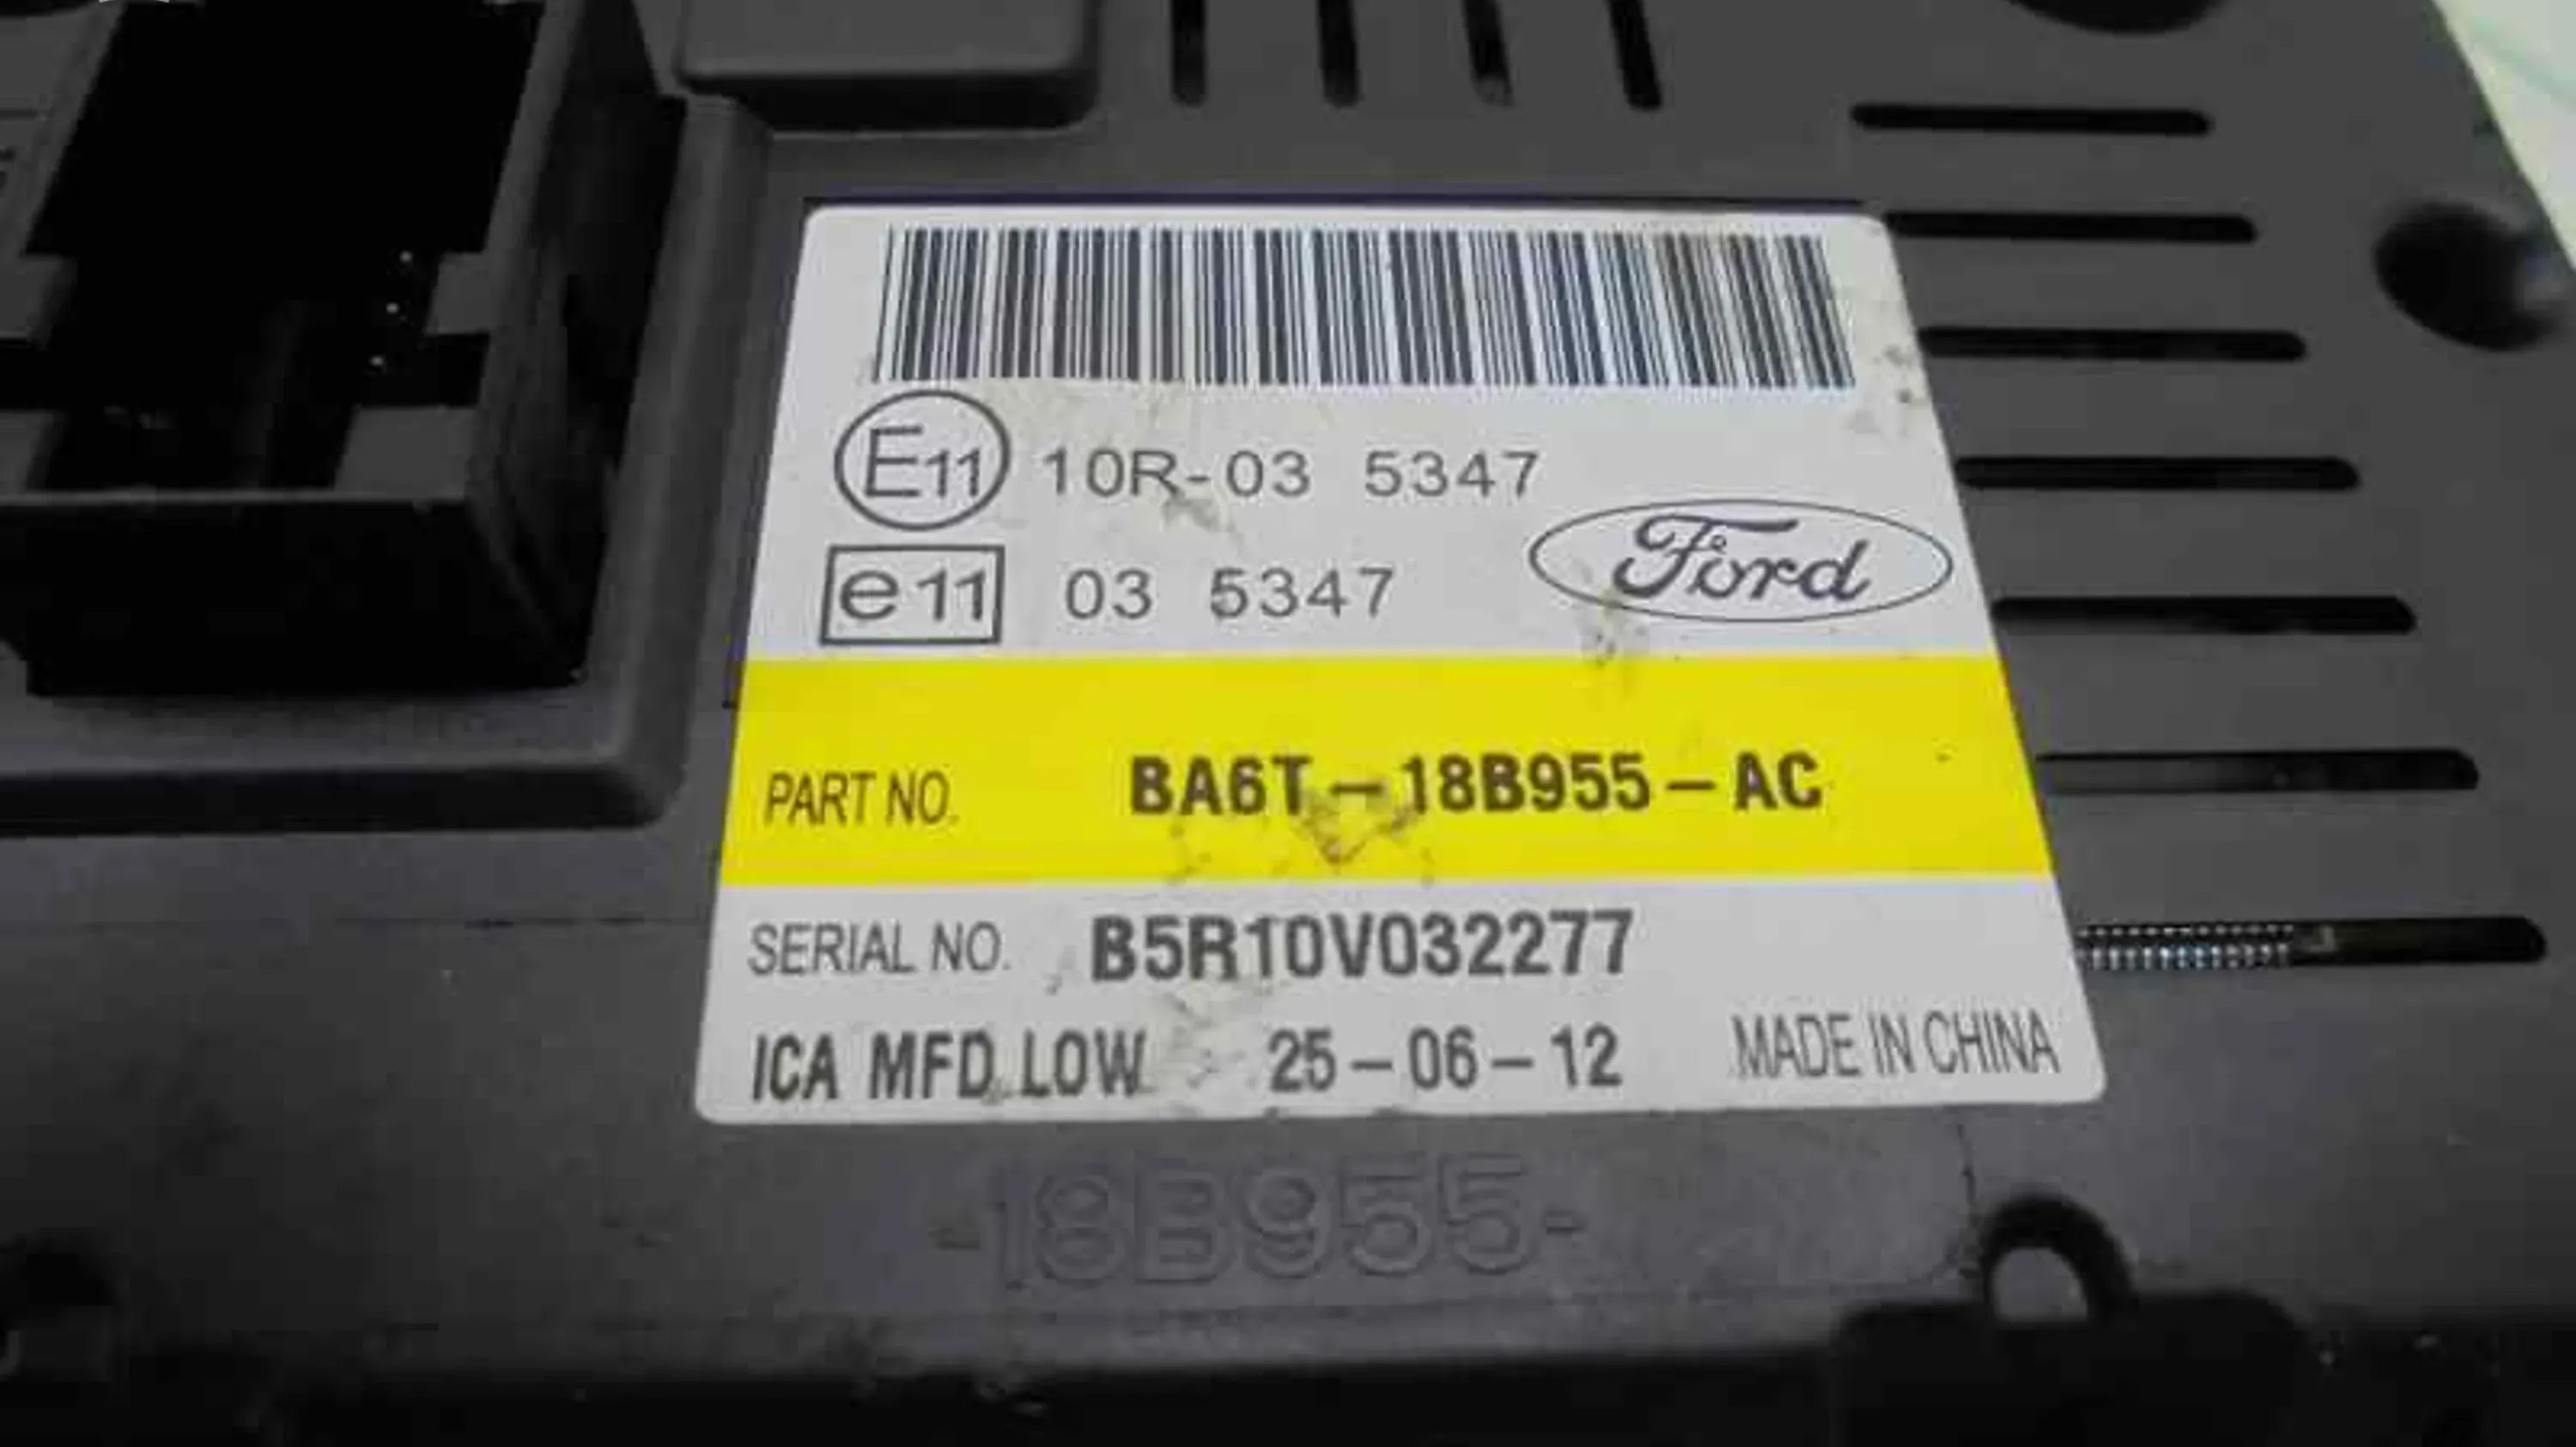 E11 10R-03 5347
e11 03 5347
Ford
PART NO. BA6T-18B955-AC
SERIAL NO. B5R10V032277
ICA MFD LOW 25-06-12 MADE IN CHINA
-18B955-